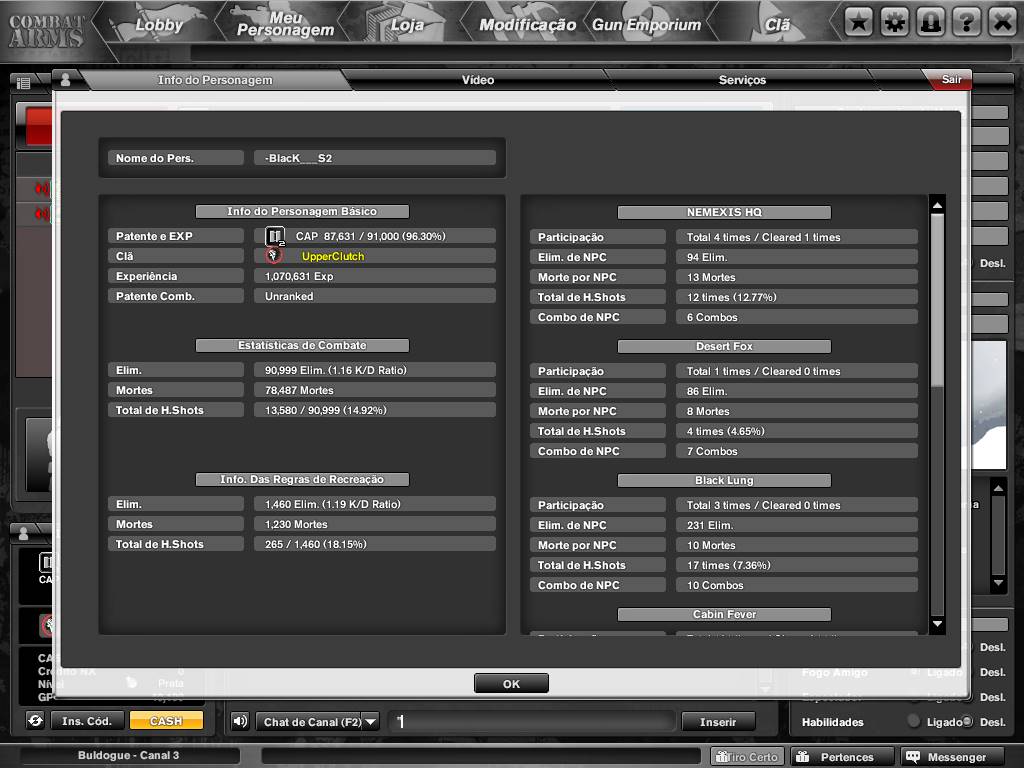 COMBAT ARMS
Lobby
Meu Personagem
Loja
Modificação
Gun Emporium
Clã
Info do Personagem
Vídeo
Serviços
Sair
Nome do Pers. -BlacK___S2
Info do Personagem Básico
Patente e EXP CAP 87,631 / 91,000 (96.30%)
Clã UpperClutch
Experiência 1,070,631 Exp
Patente Comb. Unranked
Estatísticas de Combate
Elim. 90,999 Elim. (1.16 K/D Ratio)
Mortes 78,487 Mortes
Total de H.Shots 13,580 / 90,999 (14.92%)
Info. Das Regras de Recreação
Elim. 1,460 Elim. (1.19 K/D Ratio)
Mortes 1,230 Mortes
Total de H.Shots 265 / 1,460 (18.15%)
NEMEXIS HQ
Participação Total 4 times / Cleared 1 times
Elim. de NPC 94 Elim.
Morte por NPC 13 Mortes
Total de H.Shots 12 times (12.77%)
Combo de NPC 6 Combos
Desert Fox
Participação Total 1 times / Cleared 0 times
Elim. de NPC 86 Elim.
Morte por NPC 8 Mortes
Total de H.Shots 4 times (4.65%)
Combo de NPC 7 Combos
Black Lung
Participação Total 3 times / Cleared 0 times
Elim. de NPC 231 Elim.
Morte por NPC 10 Mortes
Total de H.Shots 17 times (7.36%)
Combo de NPC 10 Combos
Cabin Fever
OK
Desl.
Desl.
Fogo Amigo Ligado Desl.
Espectador Ligado Desl.
Habilidades Ligado Desl.
Ins. Cód.
CASH
Chat de Canal (F2)
Inserir
Buldogue - Canal 3
Tiro Certo
Pertences
Messenger